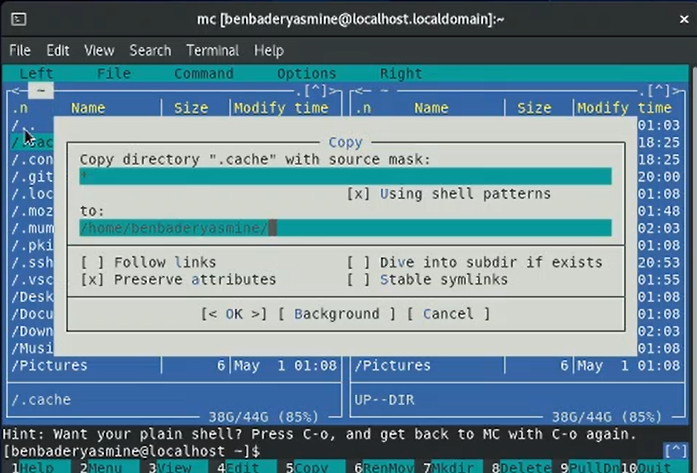 mc [benbaderyasmine@localhost.localdomain]:~
File Edit View Search Terminal Help
Left File Command Options Right
<─ ~ .[^]> <─ ~ .[^]>
.n Name Size Modify time .n Name Size Modify time
/.. 01:03
/.cac 18:25
/.con 18:25
/.git 20:00
/.loc 01:08
/.moz 01:48
/.mum 02:03
/.pki 01:08
/.ssh 20:53
/.vsc 01:55
/Desk 01:08
/Docu 01:08
/Down 02:03
/Musi 01:08
/Pictures 6 May 1 01:08 /Pictures 6 May 1 01:08
Copy
Copy directory ".cache" with source mask:
*
[x] Using shell patterns
to:
/home/benbaderyasmine/
[ ] Follow links [ ] Dive into subdir if exists
[x] Preserve attributes [ ] Stable symlinks
[< OK >] [ Background ] [ Cancel ]
/.cache UP--DIR
38G/44G (85%) 38G/44G (85%)
Hint: Want your plain shell? Press C-o, and get back to MC with C-o again.
[benbaderyasmine@localhost ~]$ [^]
1Help 2Menu 3View 4Edit 5Copy 6RenMov 7Mkdir 8Delete 9PullDn 10Quit